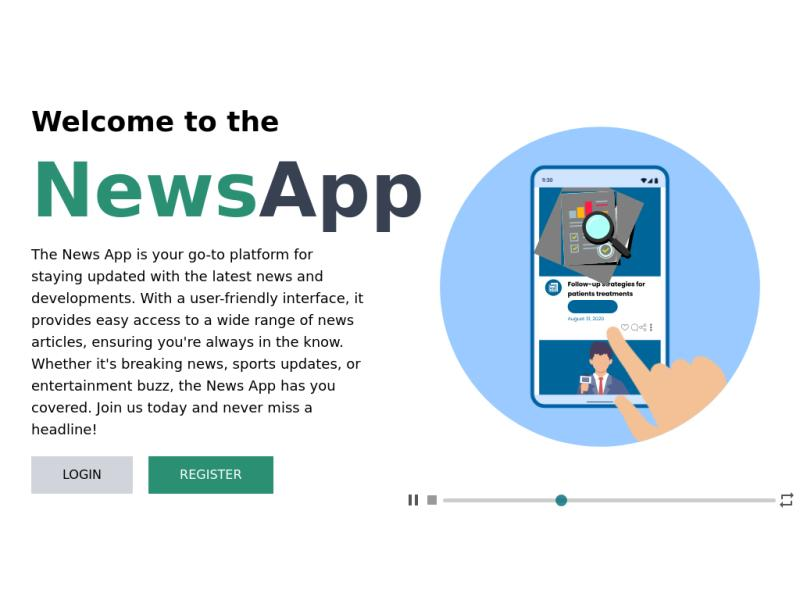 Welcome to the
NewsApp
The News App is your go-to platform for
staying updated with the latest news and
developments. With a user-friendly interface, it
provides easy access to a wide range of news
articles, ensuring you're always in the know.
Whether it's breaking news, sports updates, or
entertainment buzz, the News App has you
covered. Join us today and never miss a
headline!
LOGIN
REGISTER
9:30
Follow-up strategies for
patients treatments
August 31, 2020